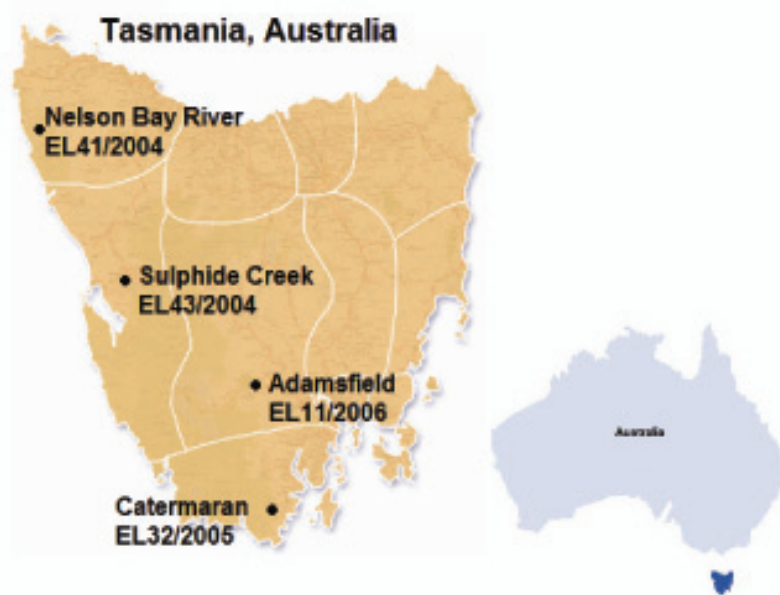 Tasmania, Australia
Nelson Bay River
EL41/2004
Sulphide Creek
EL43/2004
Adamsfield
EL11/2006
Catermaran
EL32/2005
Australia